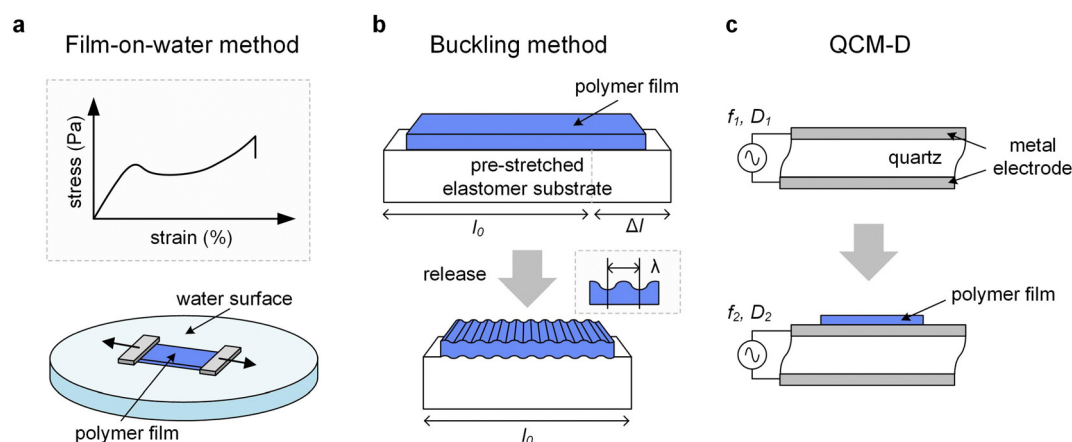 a
Film-on-water method
stress (Pa)
strain (%)
water surface
polymer film
b
Buckling method
polymer film
pre-stretched
elastomer substrate
l₀
Δl
release
λ
l₀
c
QCM-D
f₁, D₁
quartz
metal
electrode
polymer film
f₂, D₂